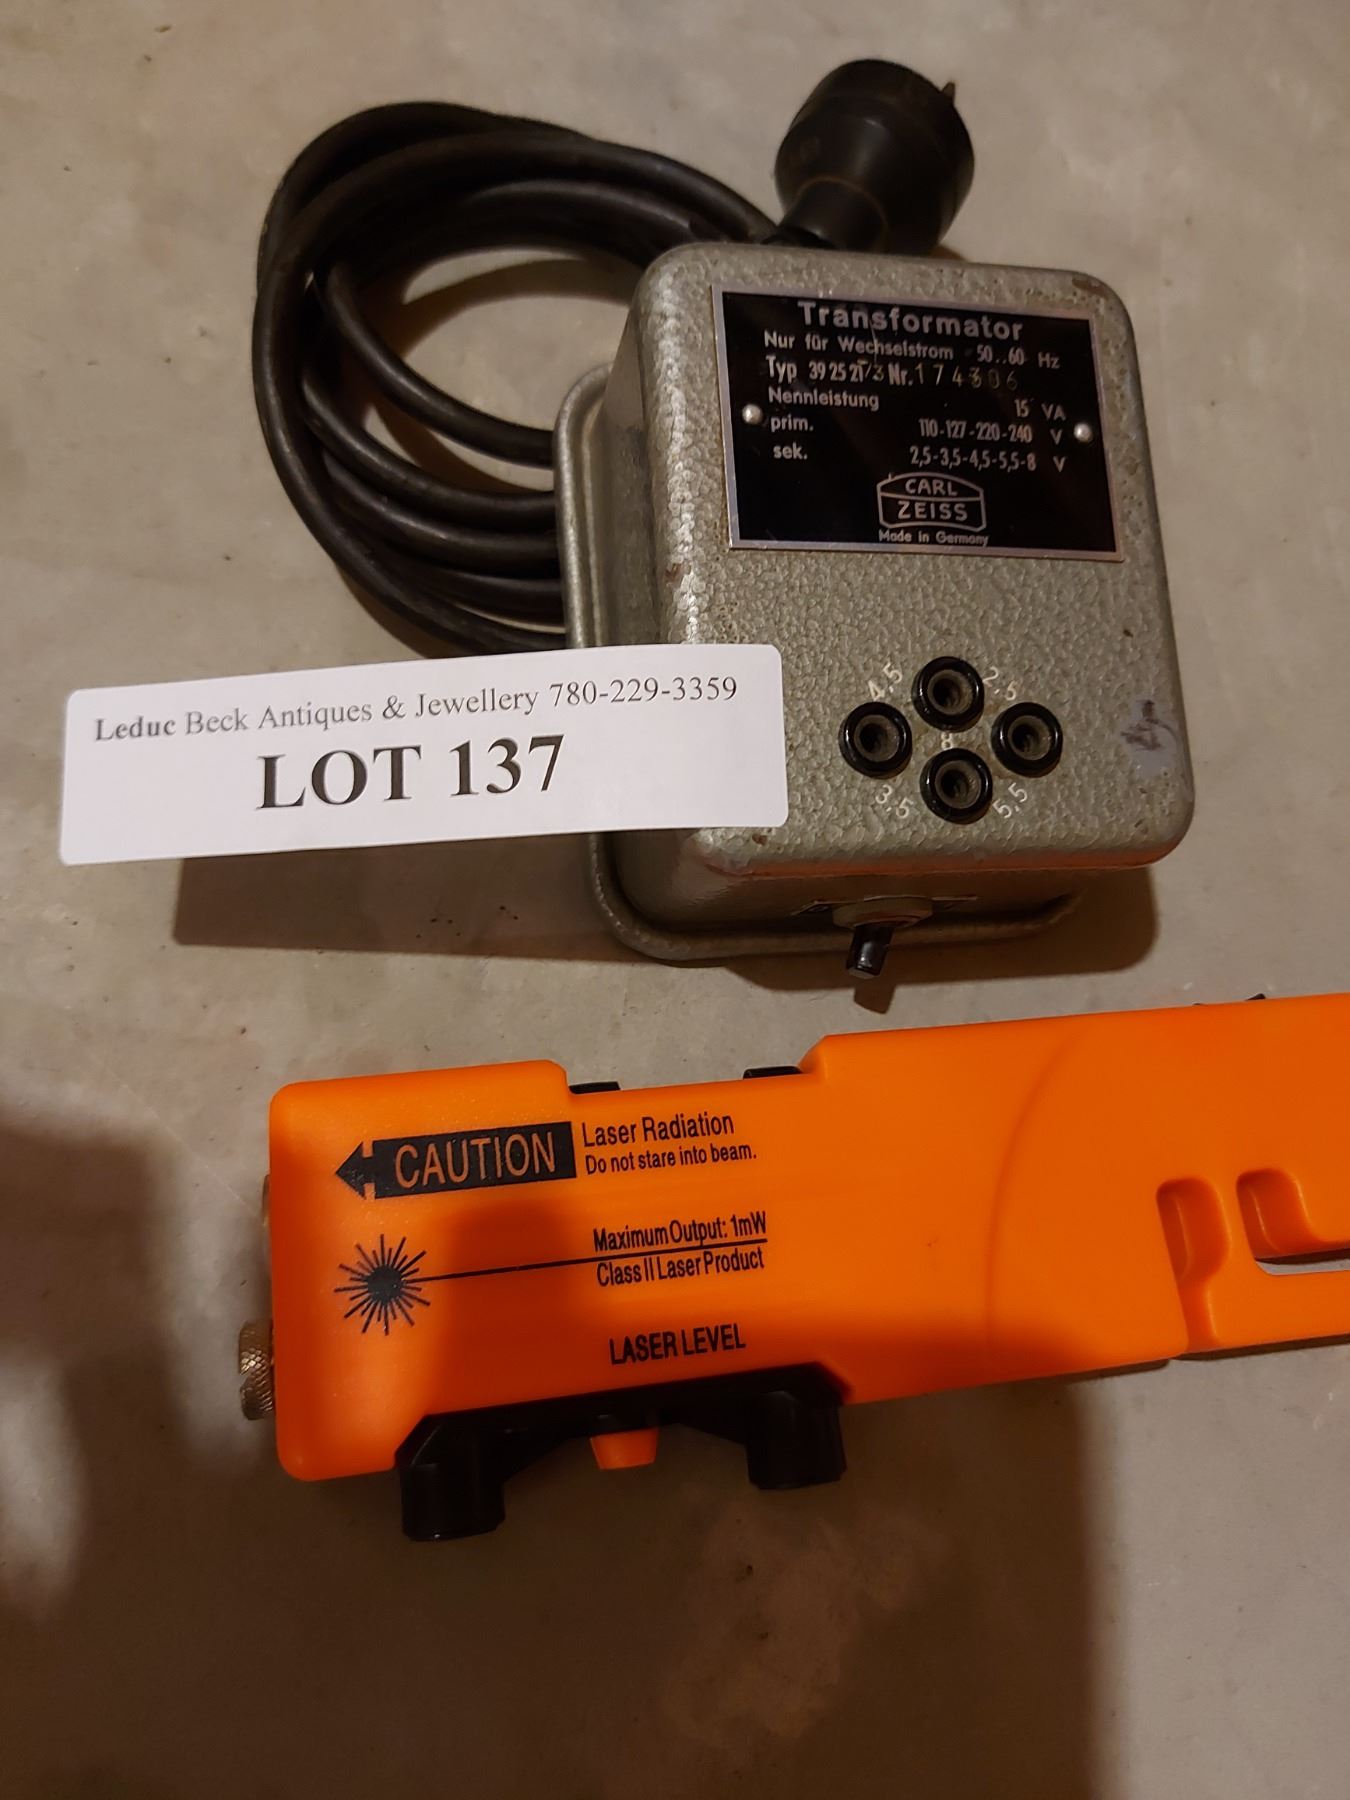 Transformator
Nur für Wechselstrom 50..60 Hz
Typ 39 25 2T/3 Nr. 174306
Nennleistung 15 VA
prim. 110-127-220-240 V
sek. 2,5-3,5-4,5-5,5-8 V
CARL
ZEISS
Made in Germany
4,5 2,5
8
3,5 5,5
Leduc Beck Antiques & Jewellery 780-229-3359
LOT 137
CAUTION
Laser Radiation
Do not stare into beam.
Maximum Output: 1mW
Class II Laser Product
LASER LEVEL